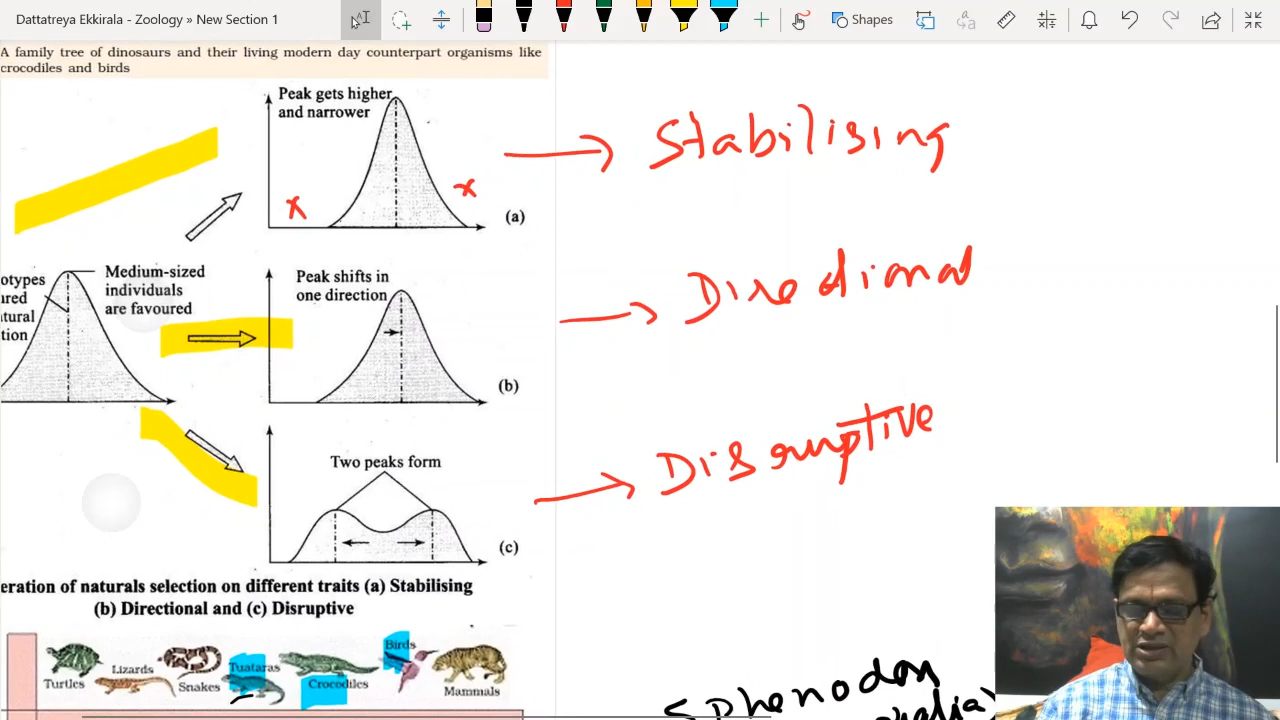 Dattatreya Ekkirala - Zoology » New Section 1
Shapes
A family tree of dinosaurs and their living modern day counterpart organisms like
crocodiles and birds
Peak gets higher
and narrower
x
x
(a)
Stabilising
otypes
Medium-sized
individuals
are favoured
ured
atural
tion
Peak shifts in
one direction
(b)
Directional
Two peaks form
(c)
Disruptive
eration of naturals selection on different traits (a) Stabilising
(b) Directional and (c) Disruptive
Turtles
Lizards
Snakes
Tuataras
Crocodiles
Birds
Mammals
Sphenodon